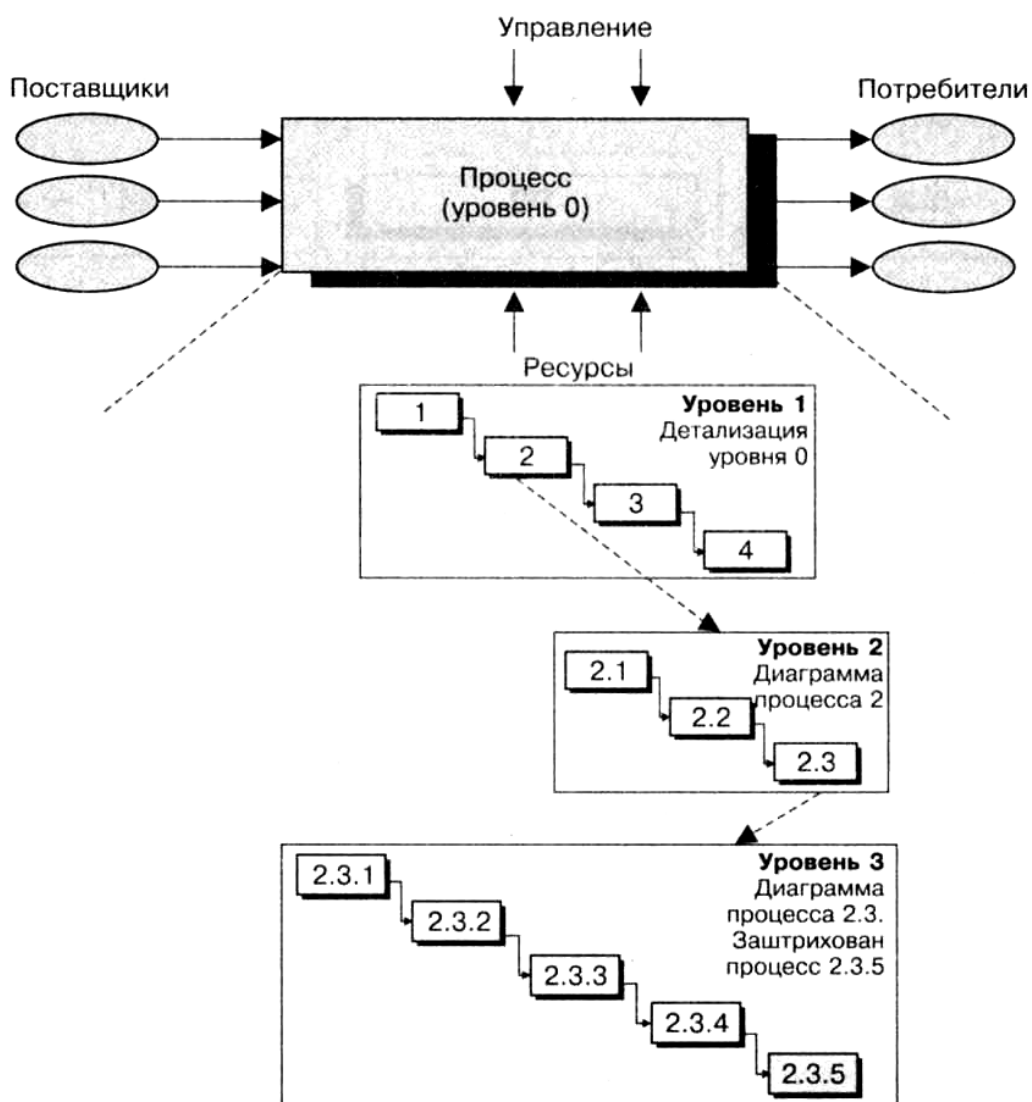 Управление
Поставщики
Потребители
Процесс
(уровень 0)
Ресурсы
Уровень 1
Детализация
уровня 0
1
2
3
4
Уровень 2
Диаграмма
процесса 2
2.1
2.2
2.3
Уровень 3
Диаграмма
процесса 2.3.
Заштрихован
процесс 2.3.5
2.3.1
2.3.2
2.3.3
2.3.4
2.3.5